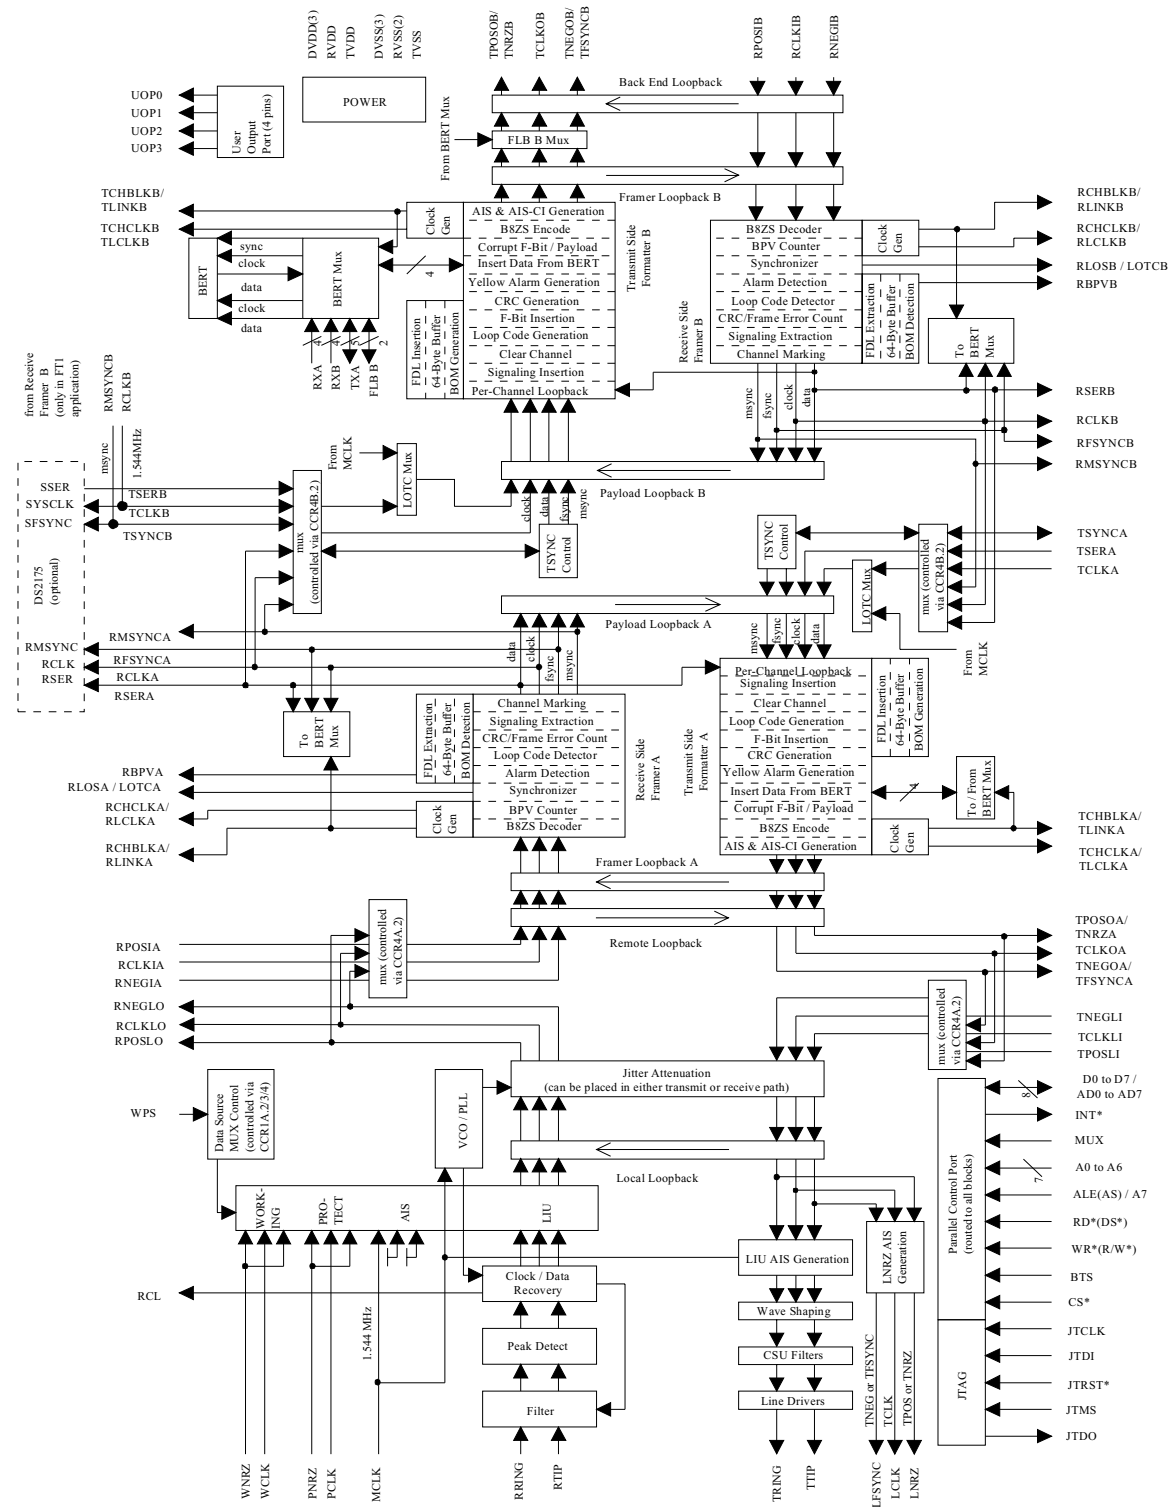 DVDD(3)
RVDD
TVDD
DVSS(3)
RVSS(2)
TVSS
POWER
UOP0
UOP1
UOP2
UOP3
User
Output
Port (4 pins)
TPOSOB/
TNRZB
TCLKOB
TNEGOB/
TFSYNCB
RPOSIB
RCLKIB
RNEGIB
Back End Loopback
From BERT Mux
FLB B Mux
Framer Loopback B
TCHBLKB/
TLINKB
TCHCLKB
TLCLKB
Clock
Gen
AIS & AIS-CI Generation
B8ZS Encode
Corrupt F-Bit / Payload
Insert Data From BERT
Yellow Alarm Generation
CRC Generation
F-Bit Insertion
Loop Code Generation
Clear Channel
Signaling Insertion
Per-Channel Loopback
Transmit Side
Formatter B
FDL Insertion
64-Byte Buffer
BOM Generation
BERT
sync
clock
data
clock
data
BERT Mux
4
4
4
5
2
RXA
RXB
TXA
FLB B
Receive Side
Framer B
B8ZS Decoder
BPV Counter
Synchronizer
Alarm Detection
Loop Code Detector
CRC/Frame Error Count
Signaling Extraction
Channel Marking
Clock
Gen
FDL Extraction
64-Byte Buffer
BOM Detection
To
BERT
Mux
RCHBLKB/
RLINKB
RCHCLKB/
RLCLKB
RLOSB / LOTCB
RBPVB
RSERB
RCLKB
RFSYNCB
RMSYNCB
msync
fsync
clock
data
Payload Loopback B
from Receive
Framer B
(only in FT1
application)
RMSYNCB
RCLKB
msync
1.544MHz
SSER
SYSCLK
SFSYNC
DS2175
(optional)
RMSYNC
RCLK
RSER
TSERB
TCLKB
TSYNCB
mux
(controlled via CCR4B.2)
From
MCLK
LOTC Mux
clock
data
fsync
msync
TSYNC
Control
TSYNC
Control
LOTC Mux
mux (controlled
via CCR4B.2)
TSYNCA
TSERA
TCLKA
From
MCLK
Payload Loopback A
RMSYNCA
RFSYNCA
RCLKA
RSERA
data
clock
fsync
msync
msync
fsync
clock
data
To
BERT
Mux
FDL Extraction
64-Byte Buffer
BOM Detection
Channel Marking
Signaling Extraction
CRC/Frame Error Count
Loop Code Detector
Alarm Detection
Synchronizer
BPV Counter
B8ZS Decoder
Clock
Gen
Receive Side
Framer A
Transmit Side
Formatter A
Per-Channel Loopback
Signaling Insertion
Clear Channel
Loop Code Generation
F-Bit Insertion
CRC Generation
Yellow Alarm Generation
Insert Data From BERT
Corrupt F-Bit / Payload
B8ZS Encode
AIS & AIS-CI Generation
FDL Insertion
64-Byte Buffer
BOM Generation
4
To / From
BERT Mux
Clock
Gen
TCHBLKA/
TLINKA
TCHCLKA/
TLCLKA
RBPVA
RLOSA / LOTCA
RCHCLKA/
RLCLKA
RCHBLKA/
RLINKA
Framer Loopback A
Remote Loopback
RPOSIA
RCLKIA
RNEGIA
RNEGLO
RCLKLO
RPOSLO
mux (controlled
via CCR4A.2)
TPOSOA/
TNRZA
TCLKOA
TNEGOA/
TFSYNCA
TNEGLI
TCLKLI
TPOSLI
mux (controlled
via CCR4A.2)
Jitter Attenuation
(can be placed in either transmit or receive path)
VCO / PLL
WPS
Data Source
MUX Control
(controlled via
CCR1A.2/3/4)
Local Loopback
WORK-
ING
PRO-
TECT
AIS
LIU
RCL
Clock / Data
Recovery
Peak Detect
Filter
1.544 MHz
WNRZ
WCLK
PNRZ
PCLK
MCLK
RRING
RTIP
LIU AIS Generation
Wave Shaping
CSU Filters
Line Drivers
TRING
TTIP
LNRZ AIS
Generation
TNEG or TFSYNC
TCLK
TPOS or TNRZ
LFSYNC
LCLK
LNRZ
Parallel Control Port
(routed to all blocks)
JTAG
8
7
D0 to D7 /
AD0 to AD7
INT*
MUX
A0 to A6
ALE(AS) / A7
RD*(DS*)
WR*(R/W*)
BTS
CS*
JTCLK
JTDI
JTRST*
JTMS
JTDO